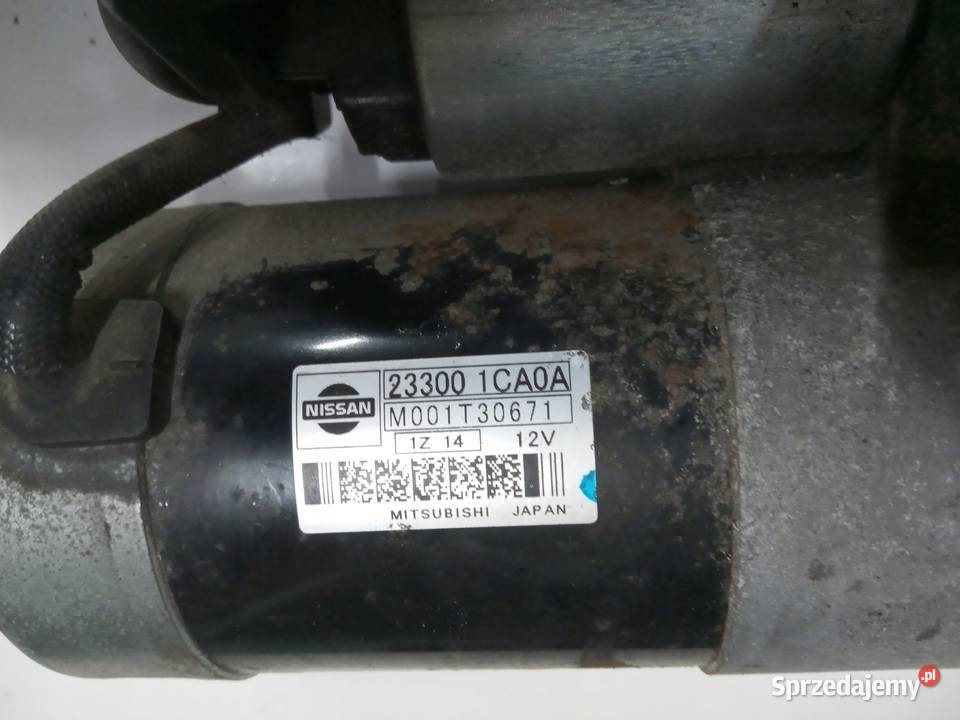 NISSAN
23300 1CA0A
M001T30671
1Z 14 12V
MITSUBISHI JAPAN
Sprzedajemy.pl